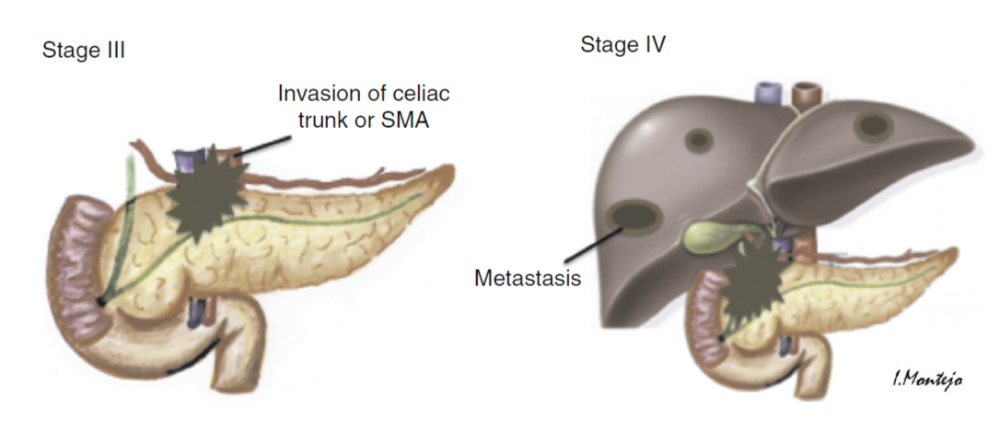 Stage III
Stage IV
Invasion of celiac
trunk or SMA
Metastasis
I.Montejo